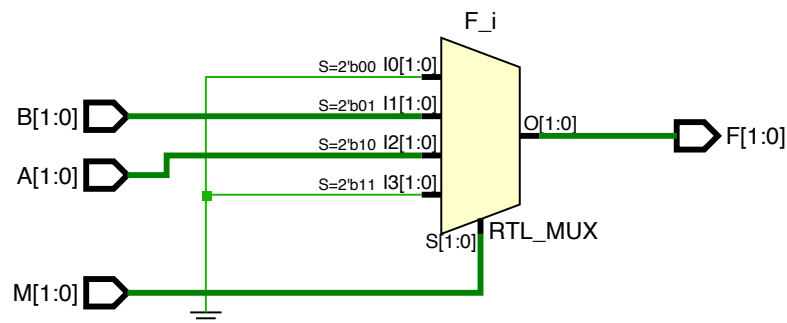 F_i
S=2'b00 I0[1:0]
B[1:0] S=2'b01 I1[1:0]
O[1:0] F[1:0]
S=2'b10 I2[1:0]
A[1:0]
S=2'b11 I3[1:0]
S[1:0] RTL_MUX
M[1:0]